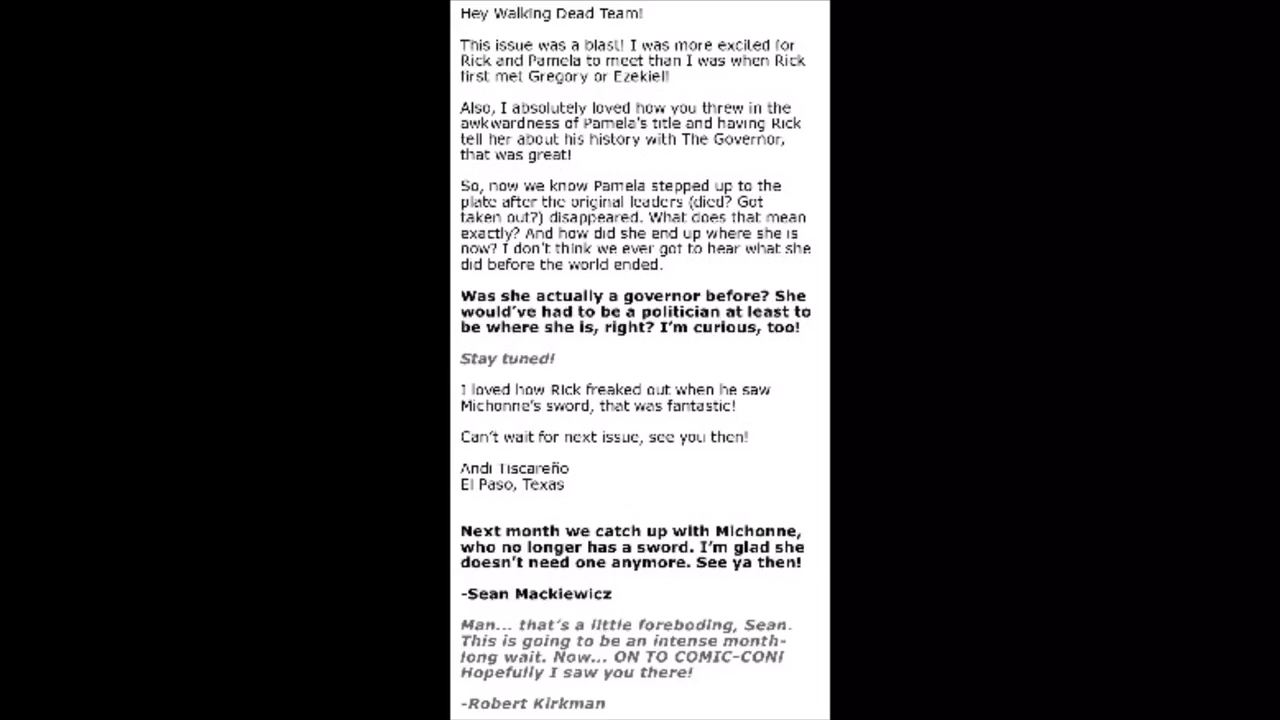 Hey Walking Dead Team!
This issue was a blast! I was more excited for
Rick and Pamela to meet than I was when Rick
first met Gregory or Ezekiel!
Also, I absolutely loved how you threw in the
awkwardness of Pamela's title and having Rick
tell her about his history with The Governor,
that was great!
So, now we know Pamela stepped up to the
plate after the original leaders (died? Got
taken out?) disappeared. What does that mean
exactly? And how did she end up where she is
now? I don't think we ever got to hear what she
did before the world ended.
Was she actually a governor before? She
would've had to be a politician at least to
be where she is, right? I'm curious, too!
Stay tuned!
I loved how Rick freaked out when he saw
Michonne's sword, that was fantastic!
Can't wait for next issue, see you then!
Andi Tiscareño
El Paso, Texas
Next month we catch up with Michonne,
who no longer has a sword. I'm glad she
doesn't need one anymore. See ya then!
-Sean Mackiewicz
Man... that's a little foreboding, Sean.
This is going to be an intense month-
long wait. Now... ON TO COMIC-CON!
Hopefully I saw you there!
-Robert Kirkman